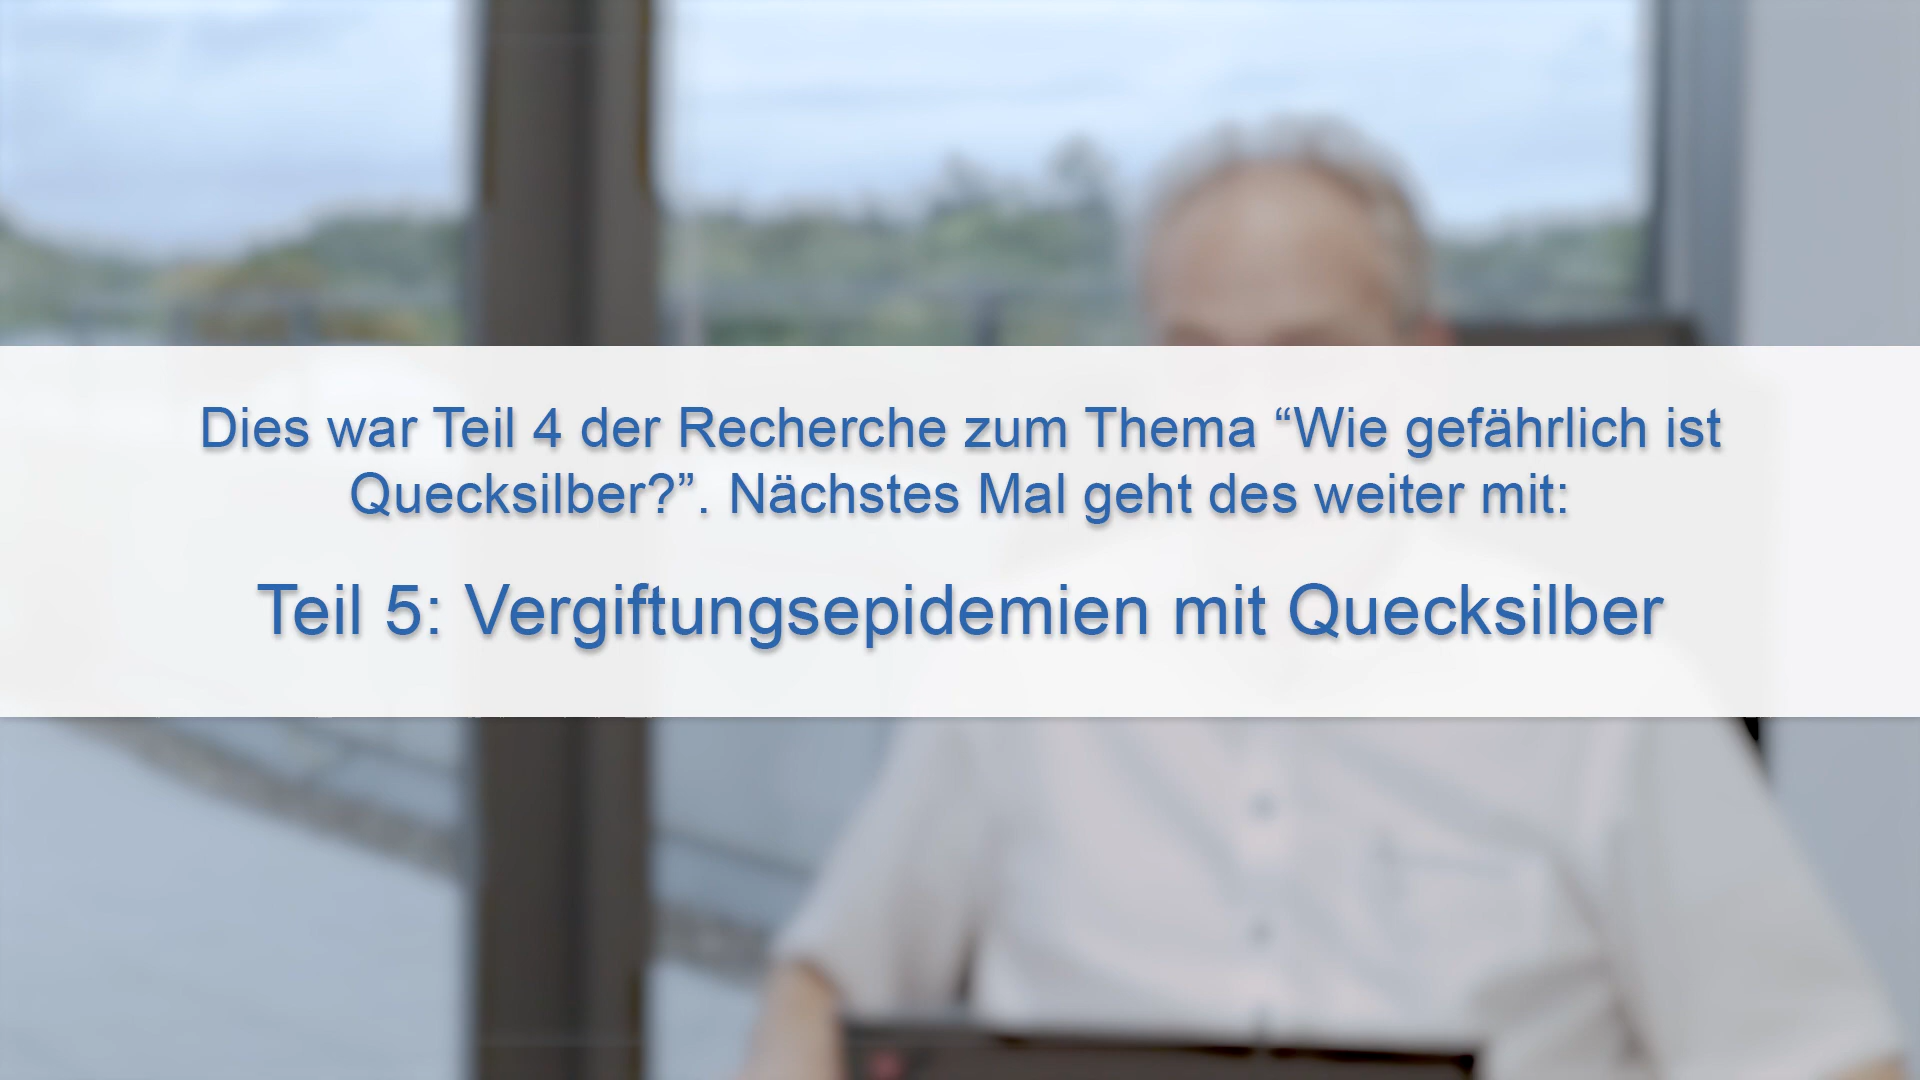 Dies war Teil 4 der Recherche zum Thema “Wie gefährlich ist
Quecksilber?”. Nächstes Mal geht des weiter mit:
Teil 5: Vergiftungsepidemien mit Quecksilber